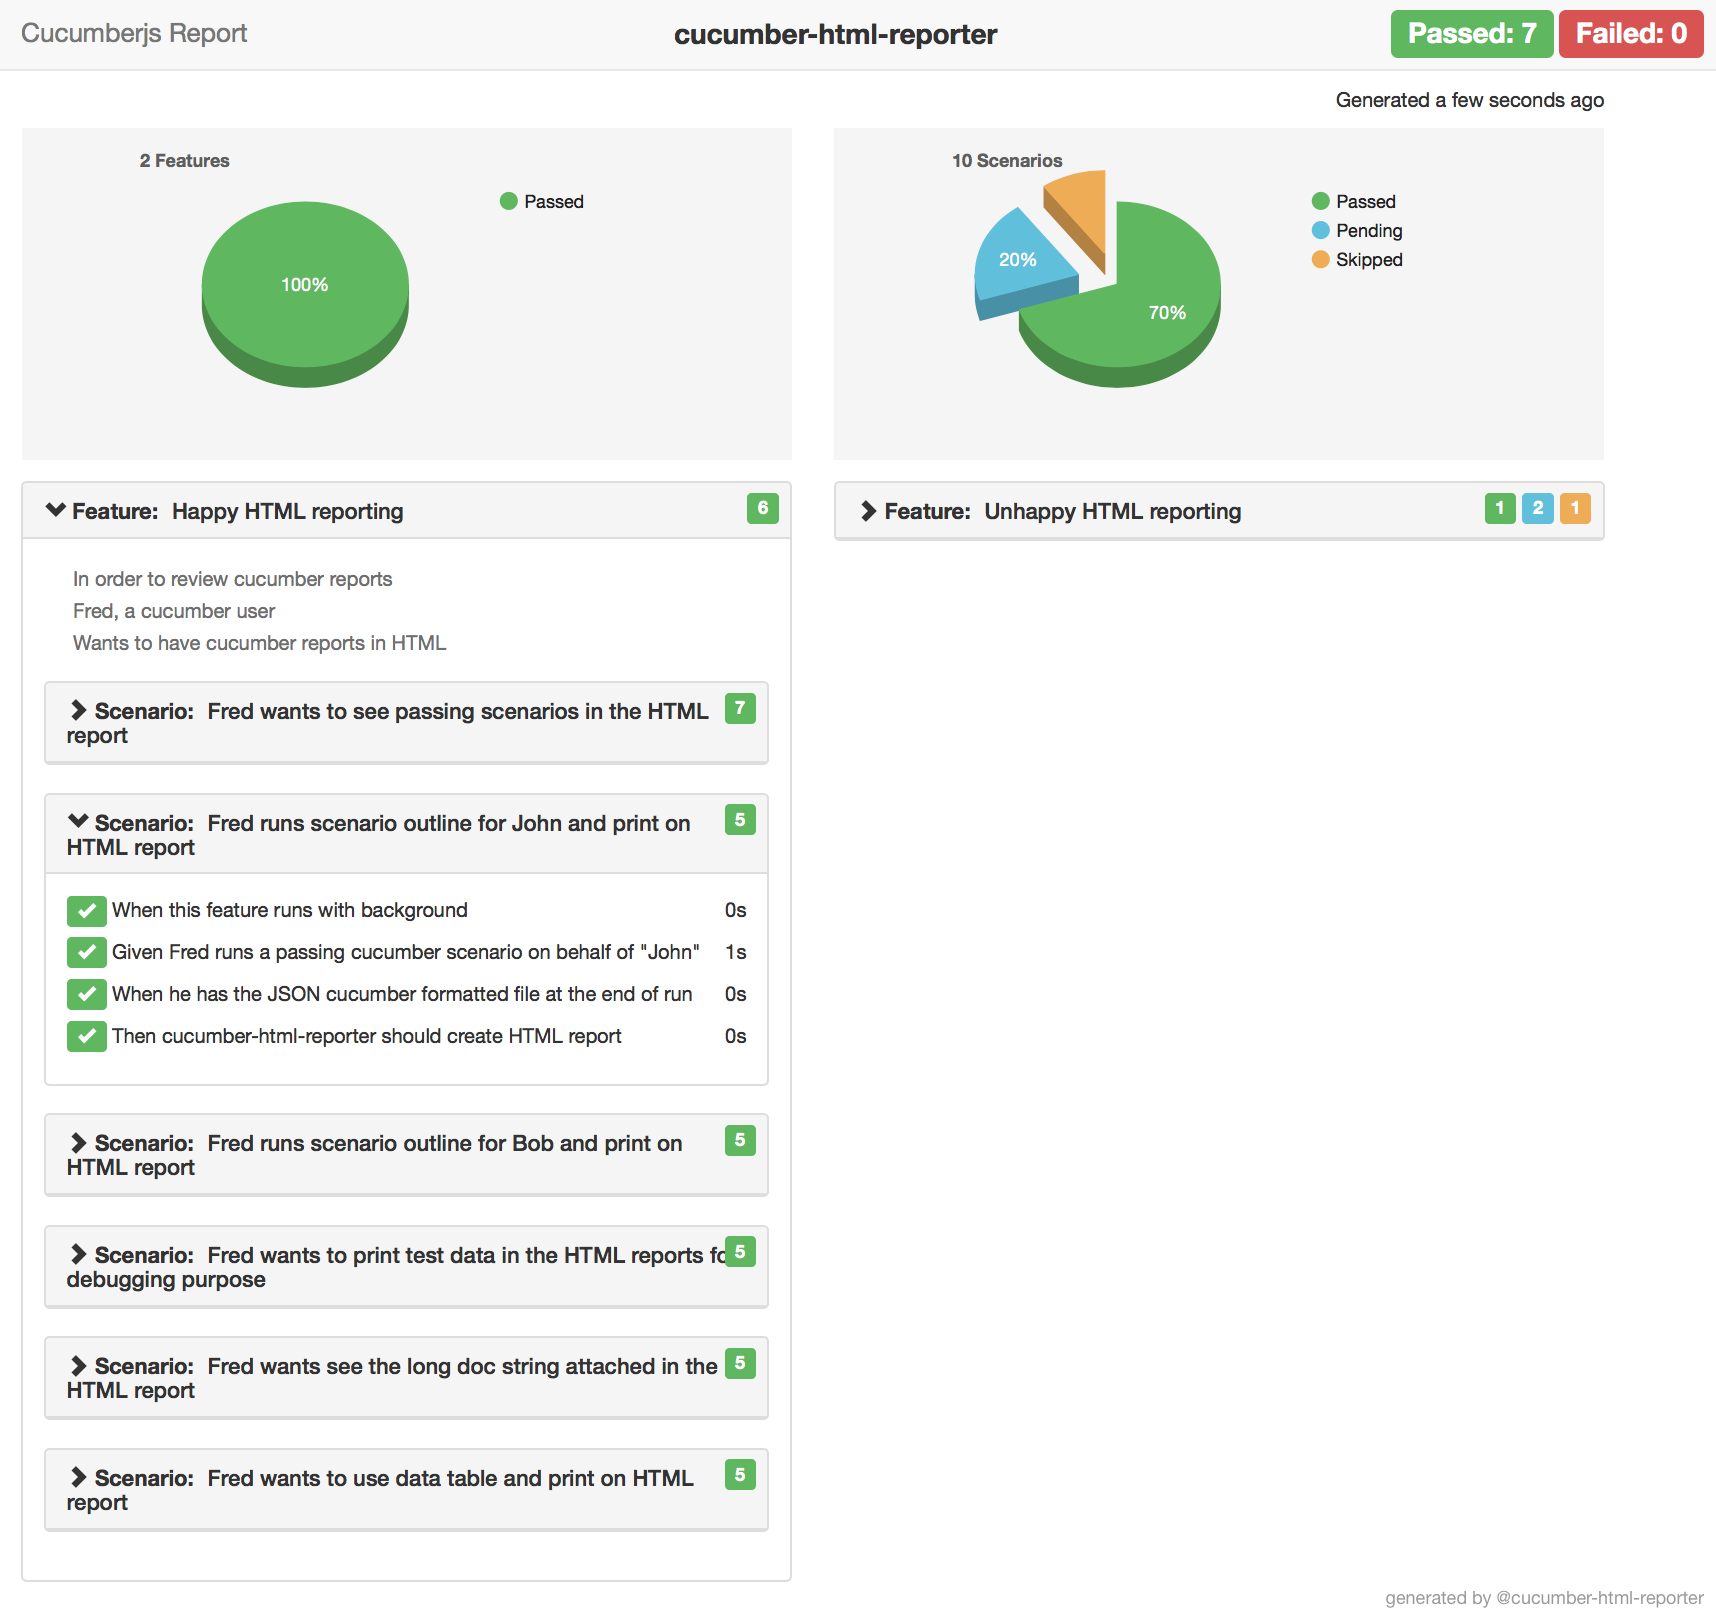 Cucumberjs Report
cucumber-html-reporter
Passed: 7
Failed: 0
Generated a few seconds ago
2 Features
Passed
100%
10 Scenarios
Passed
Pending
Skipped
20%
70%
Feature: Happy HTML reporting
6
In order to review cucumber reports
Fred, a cucumber user
Wants to have cucumber reports in HTML
Scenario: Fred wants to see passing scenarios in the HTML
report
7
Scenario: Fred runs scenario outline for John and print on
HTML report
5
When this feature runs with background 0s
Given Fred runs a passing cucumber scenario on behalf of "John" 1s
When he has the JSON cucumber formatted file at the end of run 0s
Then cucumber-html-reporter should create HTML report 0s
Scenario: Fred runs scenario outline for Bob and print on
HTML report
5
Scenario: Fred wants to print test data in the HTML reports fo
debugging purpose
5
Scenario: Fred wants see the long doc string attached in the
HTML report
5
Scenario: Fred wants to use data table and print on HTML
report
5
Feature: Unhappy HTML reporting
1 2 1
generated by @cucumber-html-reporter